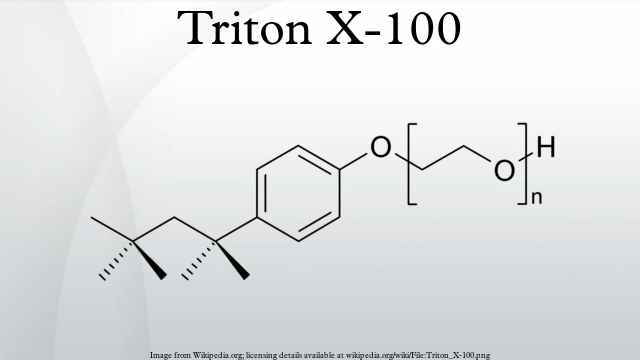 Triton X-100
O
H
O
n
Image from Wikipedia.org; licensing details available at wikipedia.org/wiki/File:Triton_X-100.png